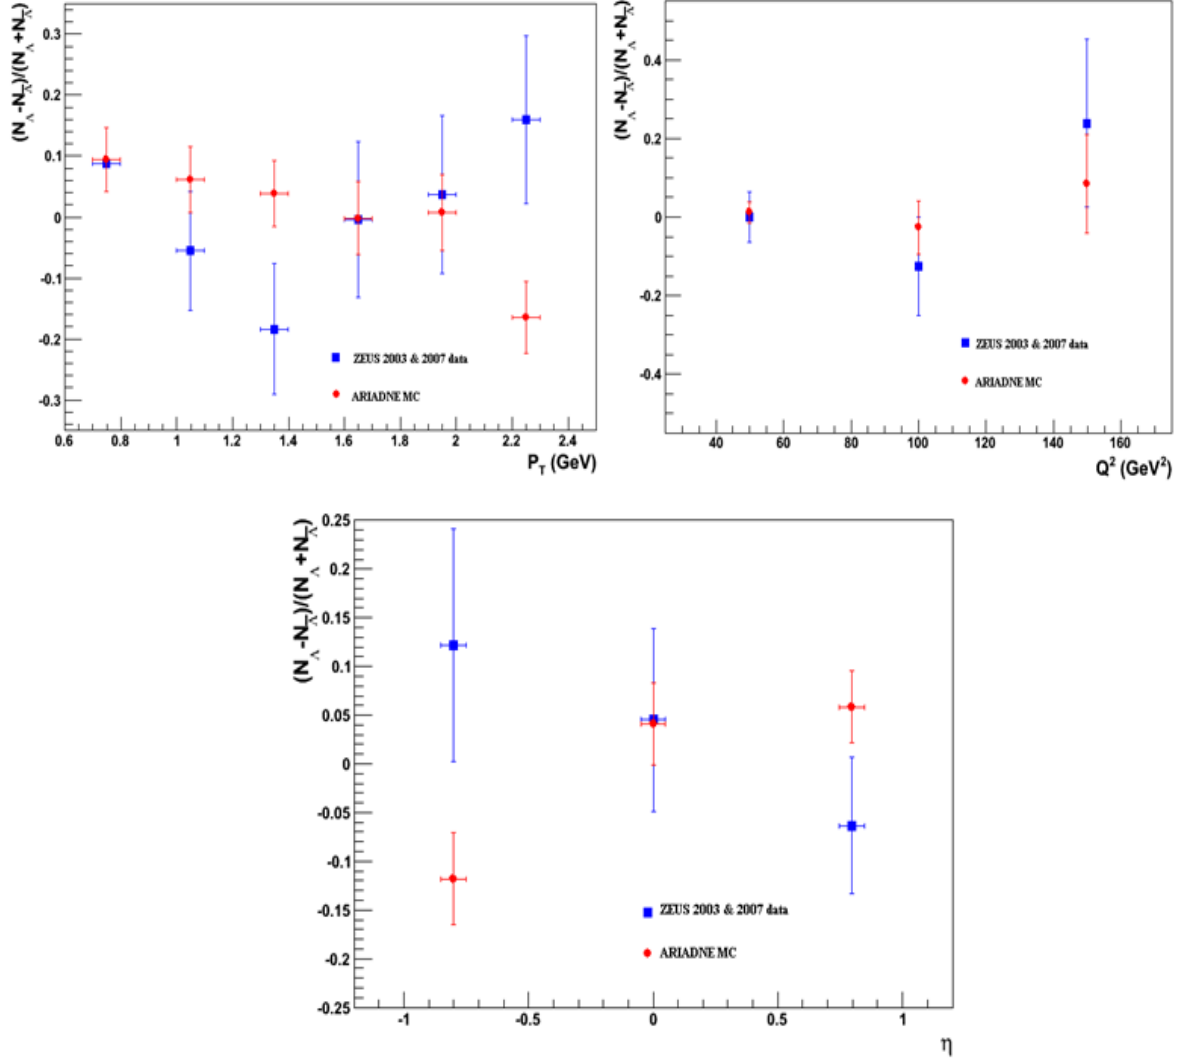 (N_Λ-N_Λ̅)/(N_Λ+N_Λ̅)
0.3
0.2
0.1
0
-0.1
-0.2
-0.3
ZEUS 2003 & 2007 data
ARIADNE MC
0.6 0.8 1 1.2 1.4 1.6 1.8 2 2.2 2.4
P_T (GeV)
(N_Λ-N_Λ̅)/(N_Λ+N_Λ̅)
0.4
0.2
0
-0.2
-0.4
ZEUS 2003 & 2007 data
ARIADNE MC
40 60 80 100 120 140 160
Q² (GeV²)
(N_Λ-N_Λ̅)/(N_Λ+N_Λ̅)
0.25
0.2
0.15
0.1
0.05
0
-0.05
-0.1
-0.15
-0.2
-0.25
ZEUS 2003 & 2007 data
ARIADNE MC
-1 -0.5 0 0.5 1
η